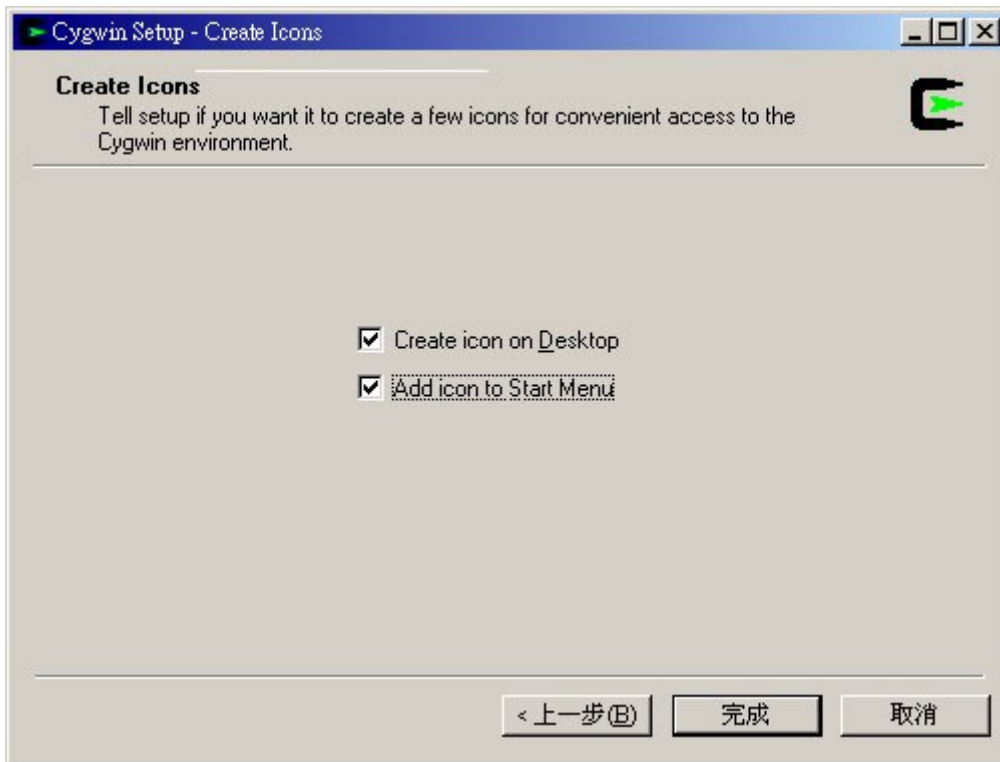 Cygwin Setup - Create Icons
Create Icons
Tell setup if you want it to create a few icons for convenient access to the
Cygwin environment.
Create icon on Desktop
Add icon to Start Menu
< 上一步(B)
完成
取消